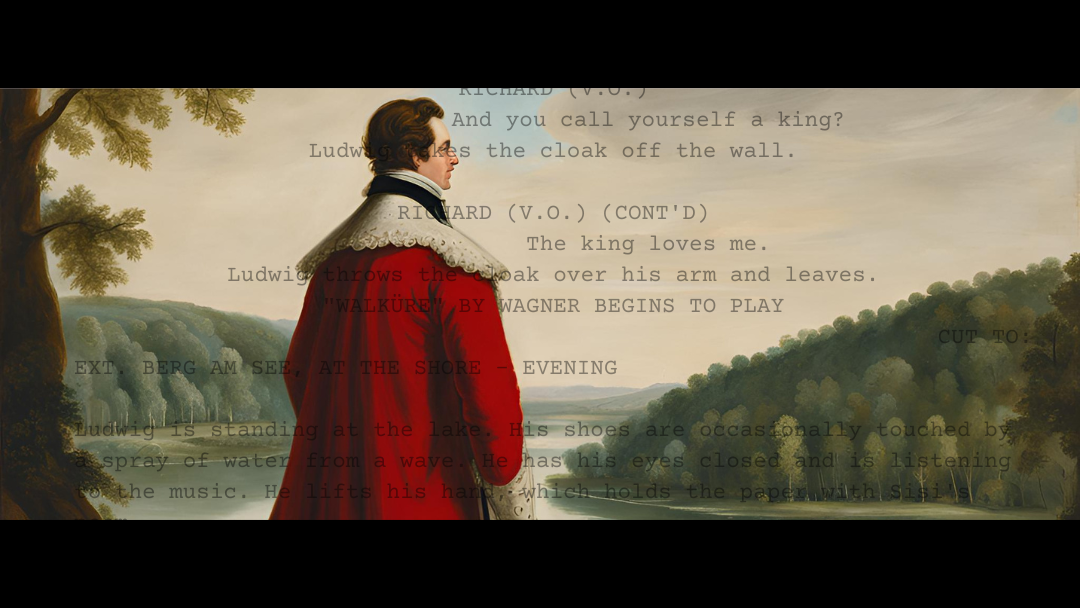 RICHARD (V.O.)
And you call yourself a king?
Ludwig takes the cloak off the wall.
RICHARD (V.O.) (CONT'D)
The king loves me.
Ludwig throws the cloak over his arm and leaves.
"WALKÜRE" BY WAGNER BEGINS TO PLAY
CUT TO:
EXT. BERG AM SEE, AT THE SHORE - EVENING
Ludwig is standing at the lake. His shoes are occasionally touched by
a spray of water from a wave. He has his eyes closed and is listening
to the music. He lifts his hand, which holds the paper with Sisi's